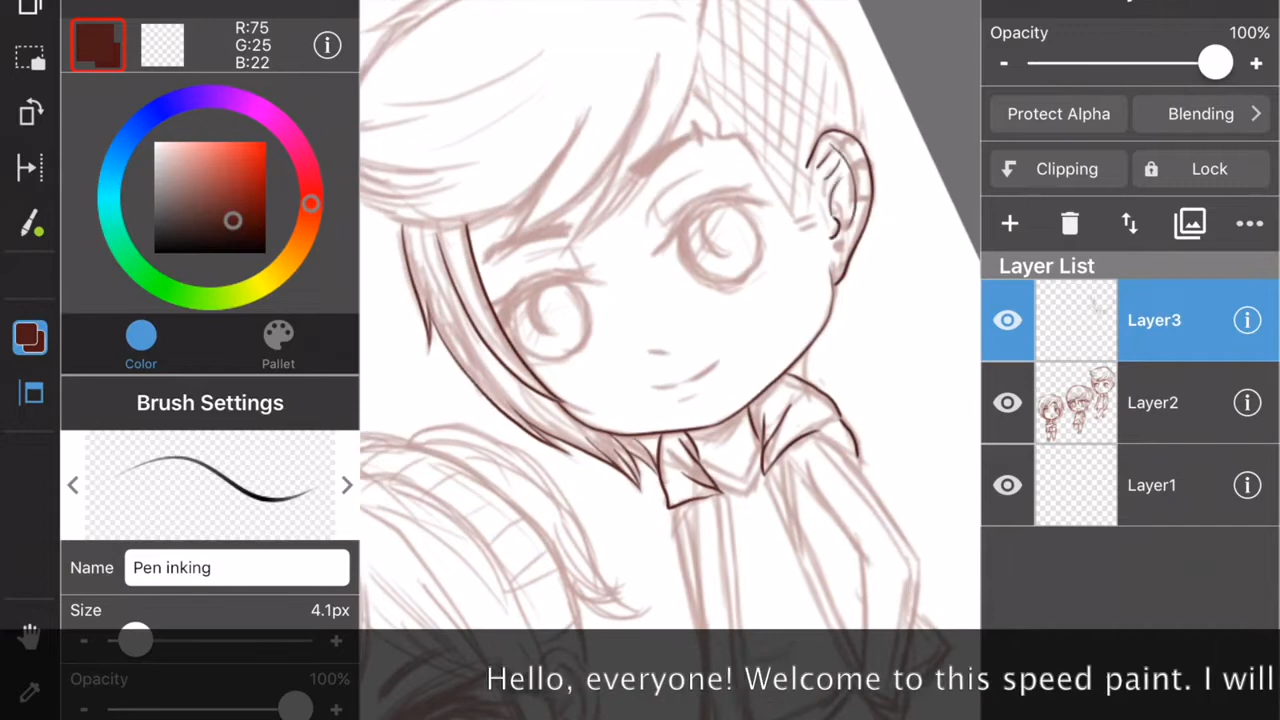 R:75
G:25
B:22
Color
Pallet
Brush Settings
Name Pen inking
Size 4.1px
Opacity 100%
Opacity 100%
Protect Alpha
Blending
Clipping
Lock
Layer List
Layer3
Layer2
Layer1
Hello, everyone! Welcome to this speed paint. I will